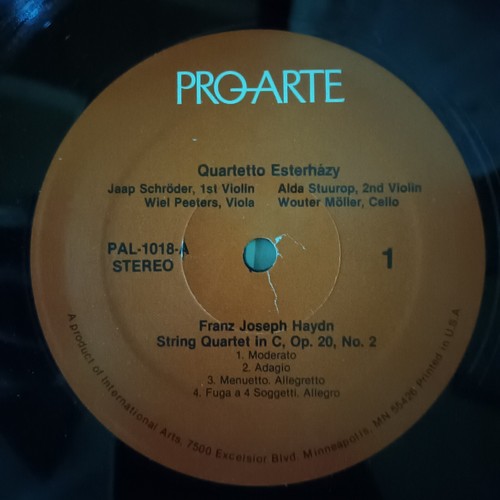 PRO-ARTE
Quartetto Esterházy
Jaap Schröder, 1st Violin Alda Stuurop, 2nd Violin
Wiel Peeters, Viola Wouter Möller, Cello
PAL-1018-A
STEREO
1
Franz Joseph Haydn
String Quartet in C, Op. 20, No. 2
1. Moderato
2. Adagio
3. Menuetto. Allegretto
4. Fuga a 4 Soggetti. Allegro
A product of International Arts, 7500 Excelsior Blvd. Minneapolis, MN 55426 Printed in U.S.A